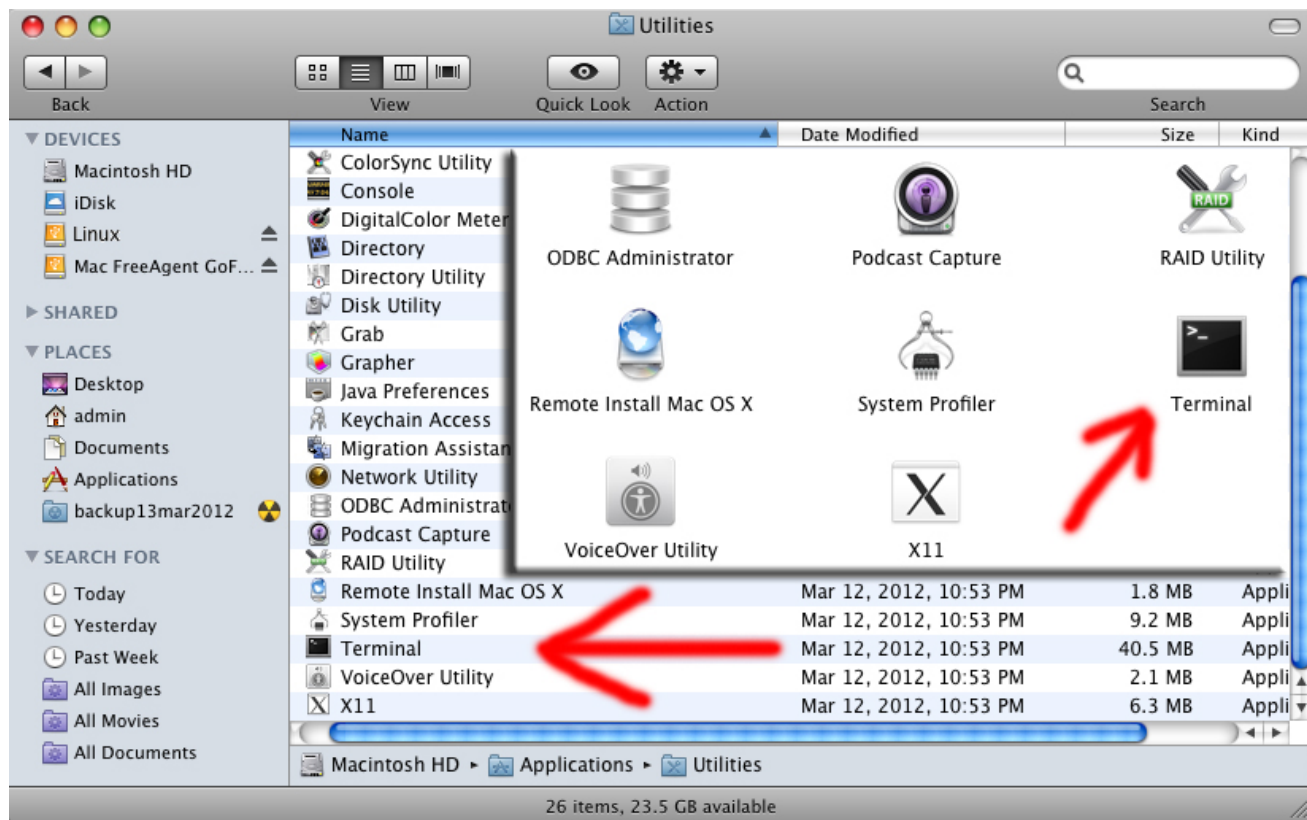 Utilities
Back
View
Quick Look
Action
Search
DEVICES
Macintosh HD
iDisk
Linux
Mac FreeAgent GoF...
SHARED
PLACES
Desktop
admin
Documents
Applications
backup13mar2012
SEARCH FOR
Today
Yesterday
Past Week
All Images
All Movies
All Documents
Name Date Modified Size Kind
ColorSync Utility
Console
DigitalColor Meter
Directory
Directory Utility
Disk Utility
Grab
Grapher
Java Preferences
Keychain Access
Migration Assistan
Network Utility
ODBC Administrat
Podcast Capture
RAID Utility
Remote Install Mac OS X Mar 12, 2012, 10:53 PM 1.8 MB Appli
System Profiler Mar 12, 2012, 10:53 PM 9.2 MB Appli
Terminal Mar 12, 2012, 10:53 PM 40.5 MB Appli
VoiceOver Utility Mar 12, 2012, 10:53 PM 2.1 MB Appli
X11 Mar 12, 2012, 10:53 PM 6.3 MB Appli
RAID
ODBC Administrator Podcast Capture RAID Utility
>_
Remote Install Mac OS X System Profiler Terminal
X
VoiceOver Utility X11
Macintosh HD ▸ Applications ▸ Utilities
26 items, 23.5 GB available